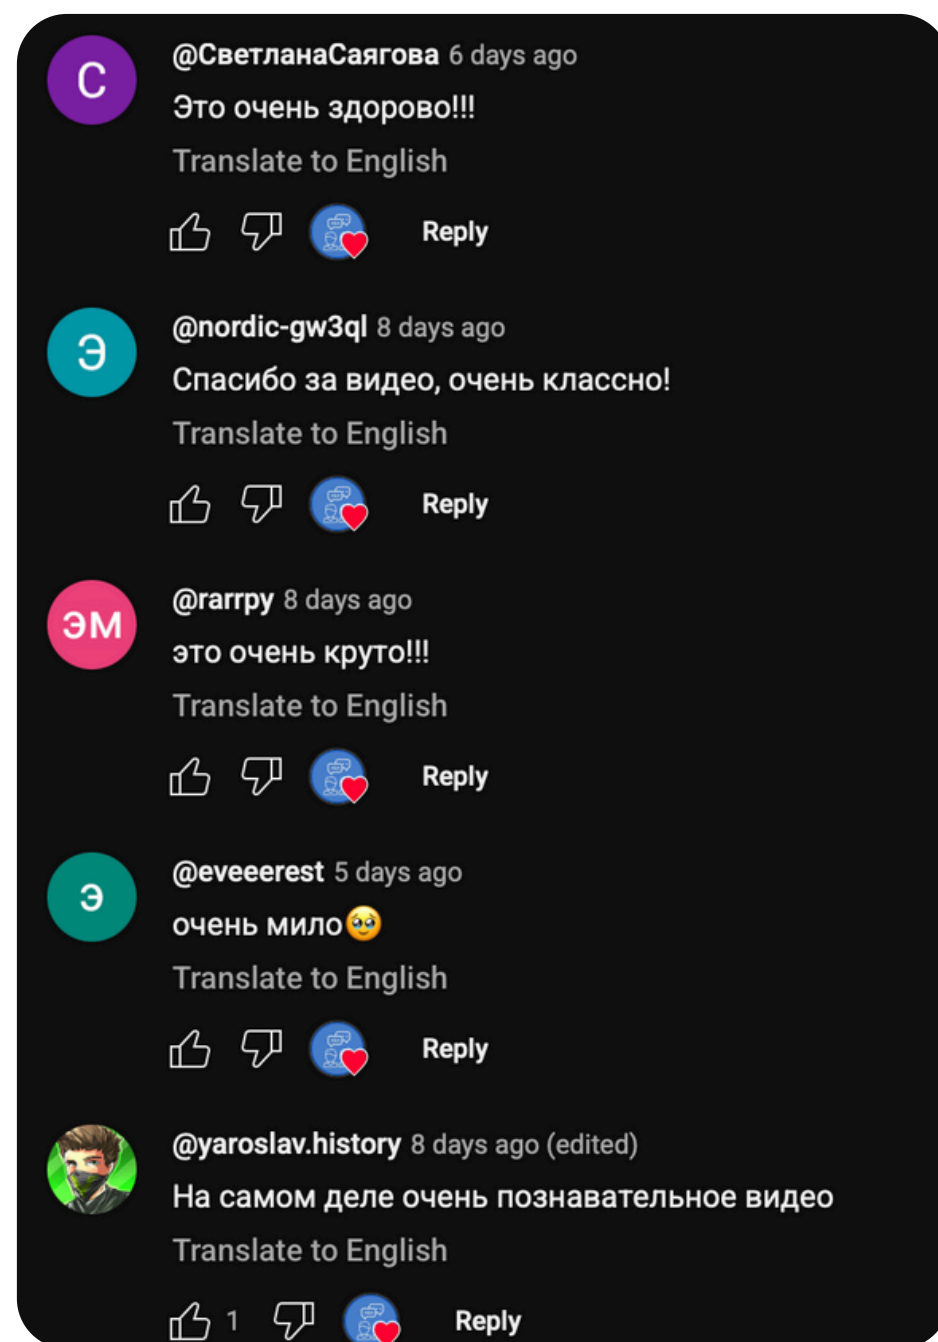 С
@СветланаСаягова 6 days ago
Это очень здорово!!!
Translate to English
Reply
Э
@nordic-gw3ql 8 days ago
Спасибо за видео, очень классно!
Translate to English
Reply
ЭМ
@rarrpy 8 days ago
это очень круто!!!
Translate to English
Reply
Э
@eveeerest 5 days ago
очень мило🥹
Translate to English
Reply
@yaroslav.history 8 days ago (edited)
На самом деле очень познавательное видео
Translate to English
1 Reply